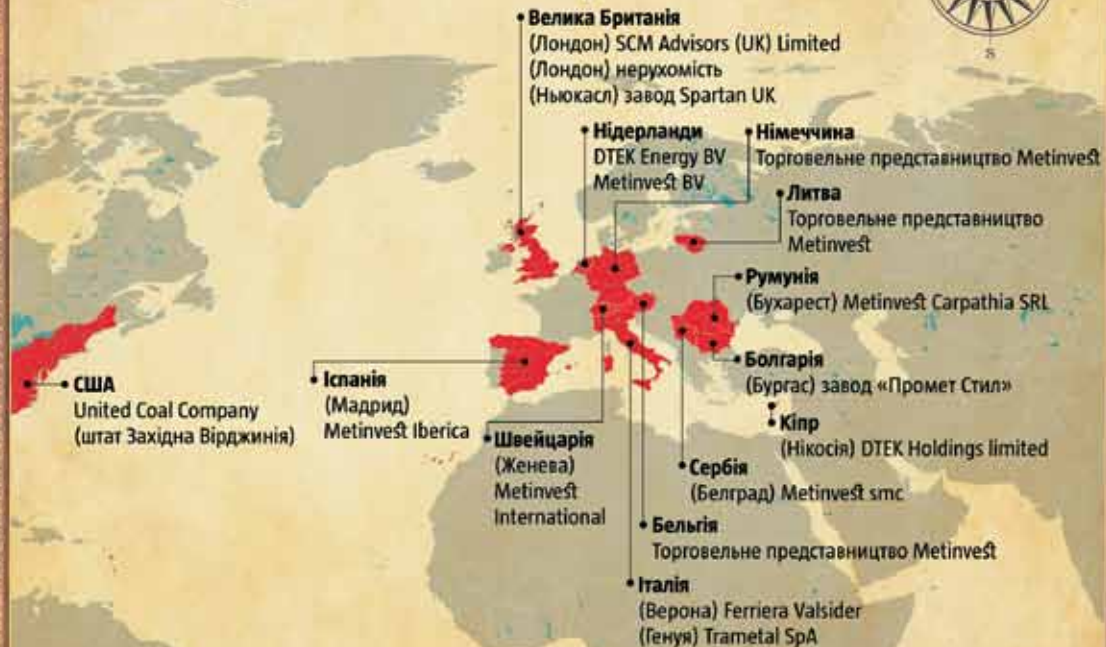 S
Велика Британія
(Лондон) SCM Advisors (UK) Limited
(Лондон) нерухомість
(Ньюкасл) завод Spartan UK
Нідерланди
DTEK Energy BV
Metinvest BV
Німеччина
Торговельне представництво Metinvest
Литва
Торговельне представництво
Metinvest
Румунія
(Бухарест) Metinvest Carpathia SRL
Болгарія
(Бургас) завод «Промет Стил»
Кіпр
(Нікосія) DTEK Holdings limited
США
United Coal Company
(штат Західна Вірджинія)
Іспанія
(Мадрид)
Metinvest Iberica
Швейцарія
(Женева)
Metinvest
International
Сербія
(Белград) Metinvest smc
Бельгія
Торговельне представництво Metinvest
Італія
(Верона) Ferriera Valsider
(Генуя) Trametal SpA